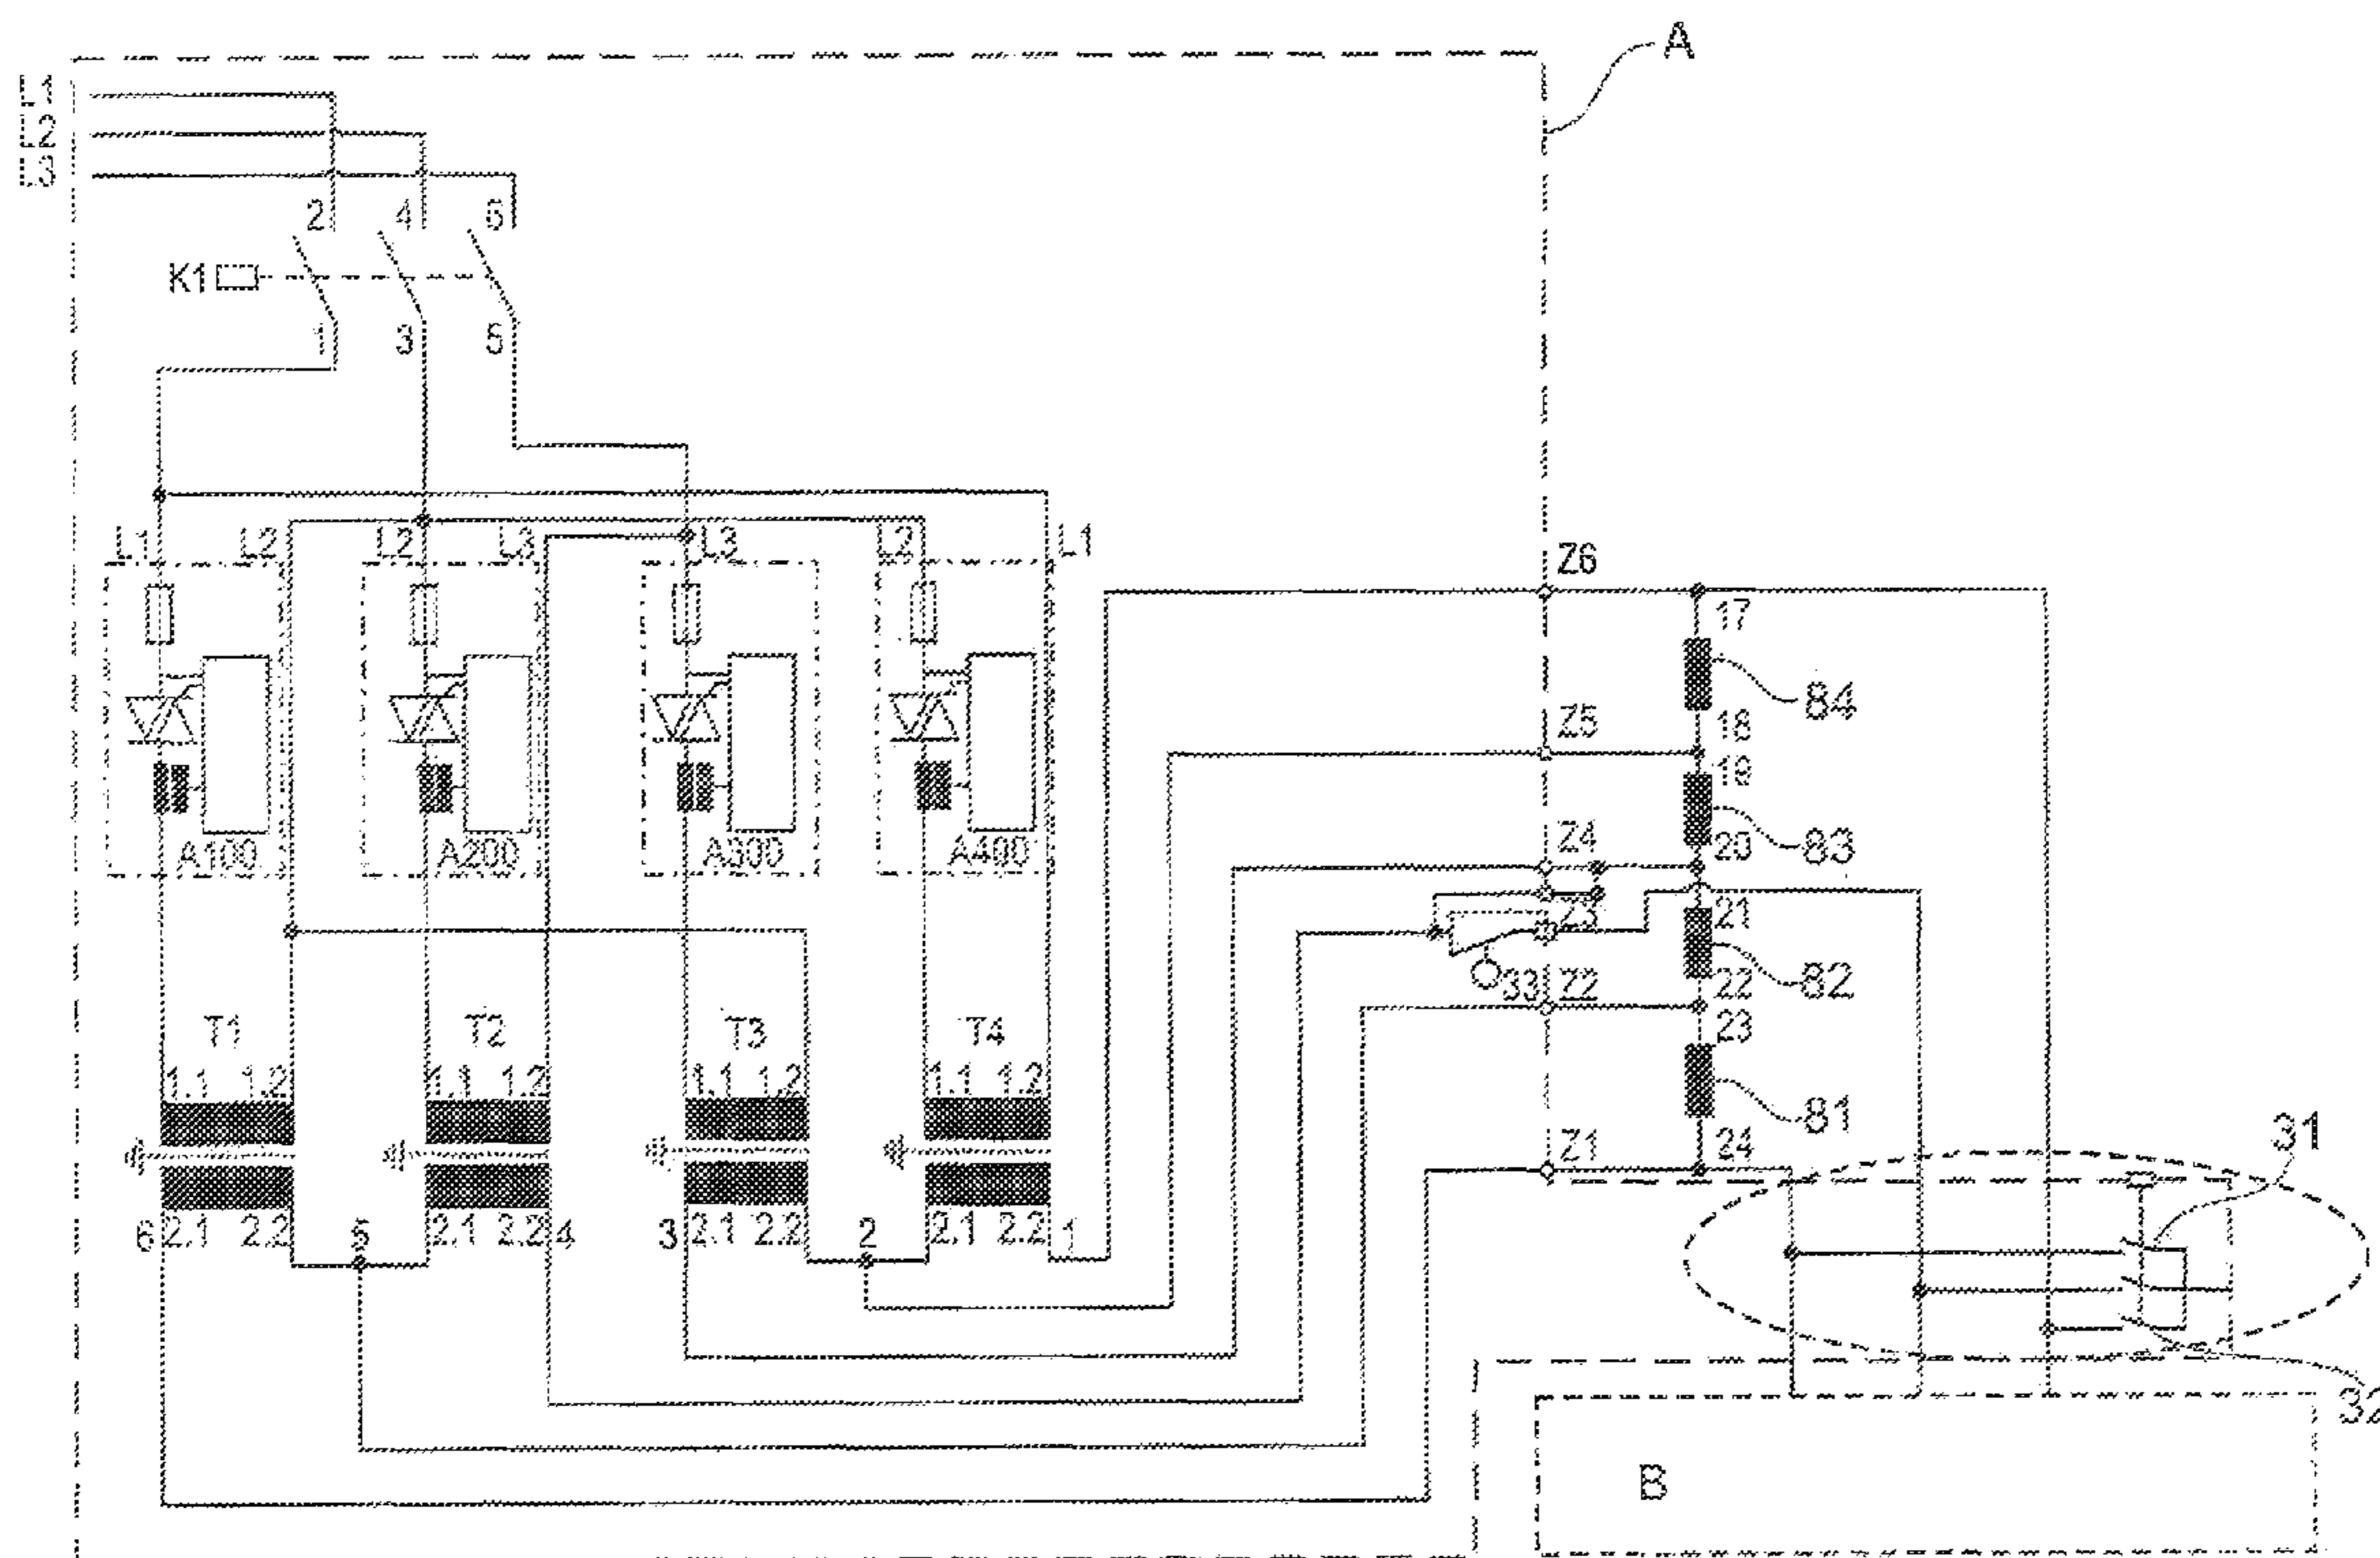 A
L1
L2
L3
2 4 6
K1
1 3 5
L1 L2 L2 L3 L3 L2 L1
Z6
17
84
Z5 18
19
A100 A200 A300 A400
Z4 20 83
Z3 21
33 Z2 22 82
T1 T2 T3 T4
23
1.1 1.2 1.1 1.2 1.1 1.2 1.1 1.2
81
Z1 24 31
6 2.1 2.2 5 2.1 2.2 4 3 2.1 2.2 2 2.1 2.2 1
32
B